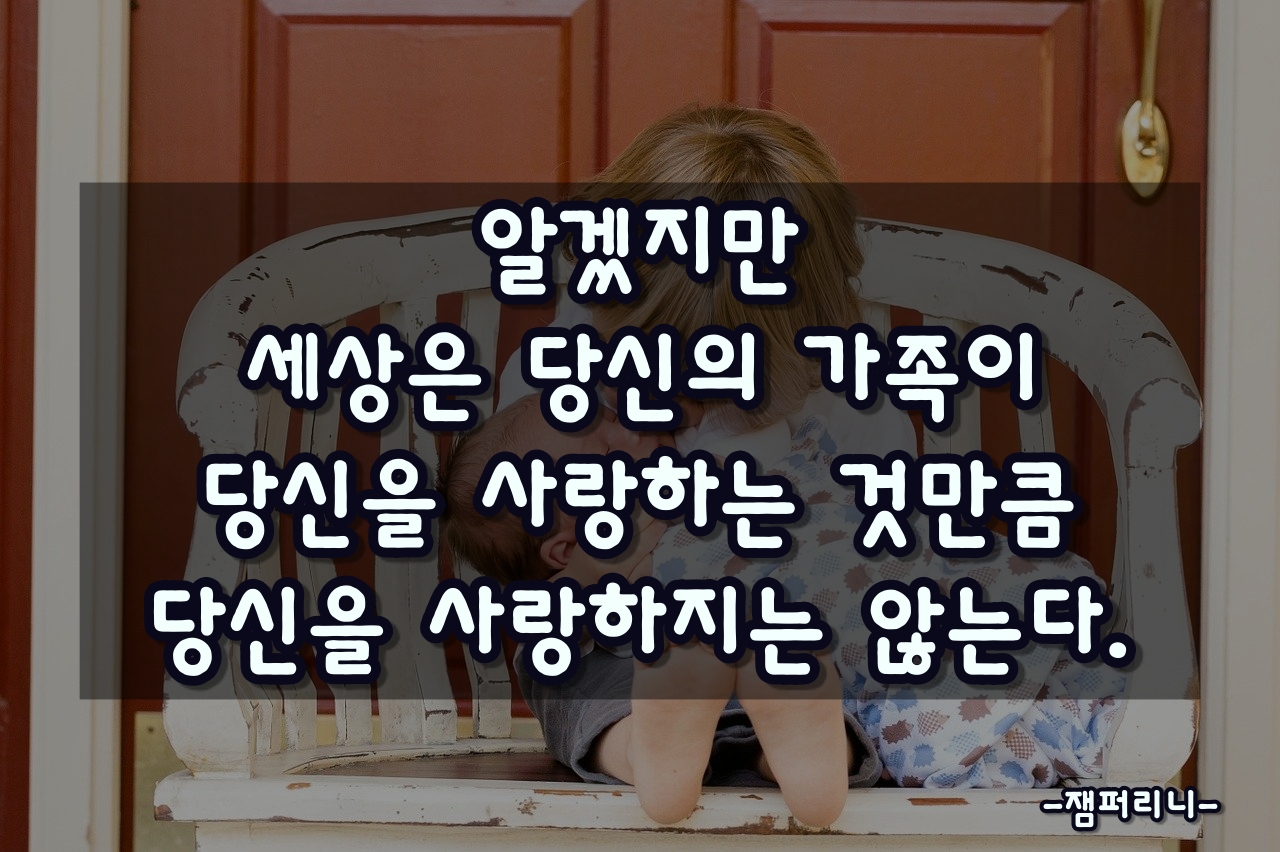 알겠지만
세상은 당신의 가족이
당신을 사랑하는 것만큼
당신을 사랑하지는 않는다.
-잼퍼리니-